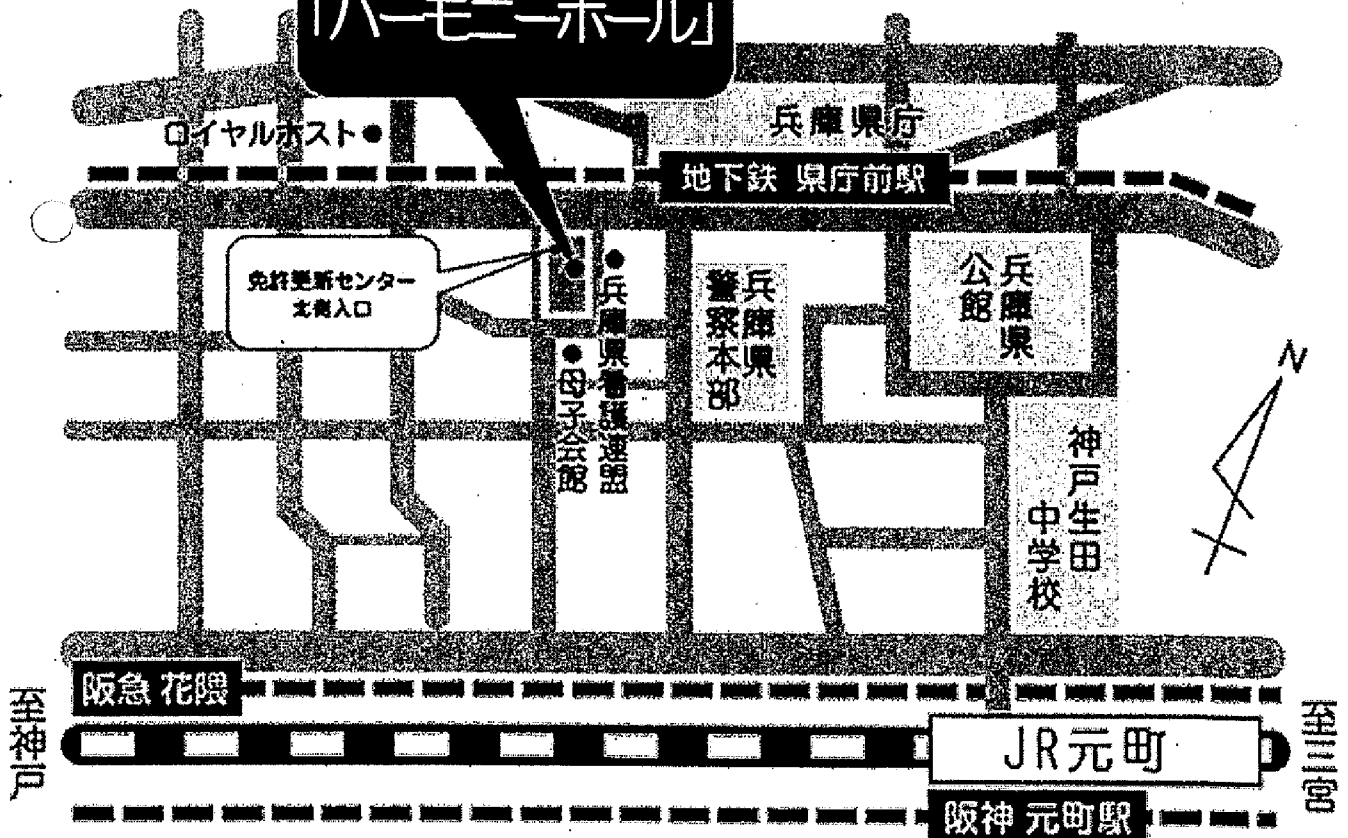 「ハーモニーホール」
兵庫県庁
ロイヤルホスト
地下鉄 県庁前駅
免許更新センター
北側入口
兵庫県看護連盟
母子会館
兵庫県
警察本部
兵庫県
公館
N
神戸生田
中学校
阪急 花隈
至神戸
JR元町
至三宮
阪神 元町駅